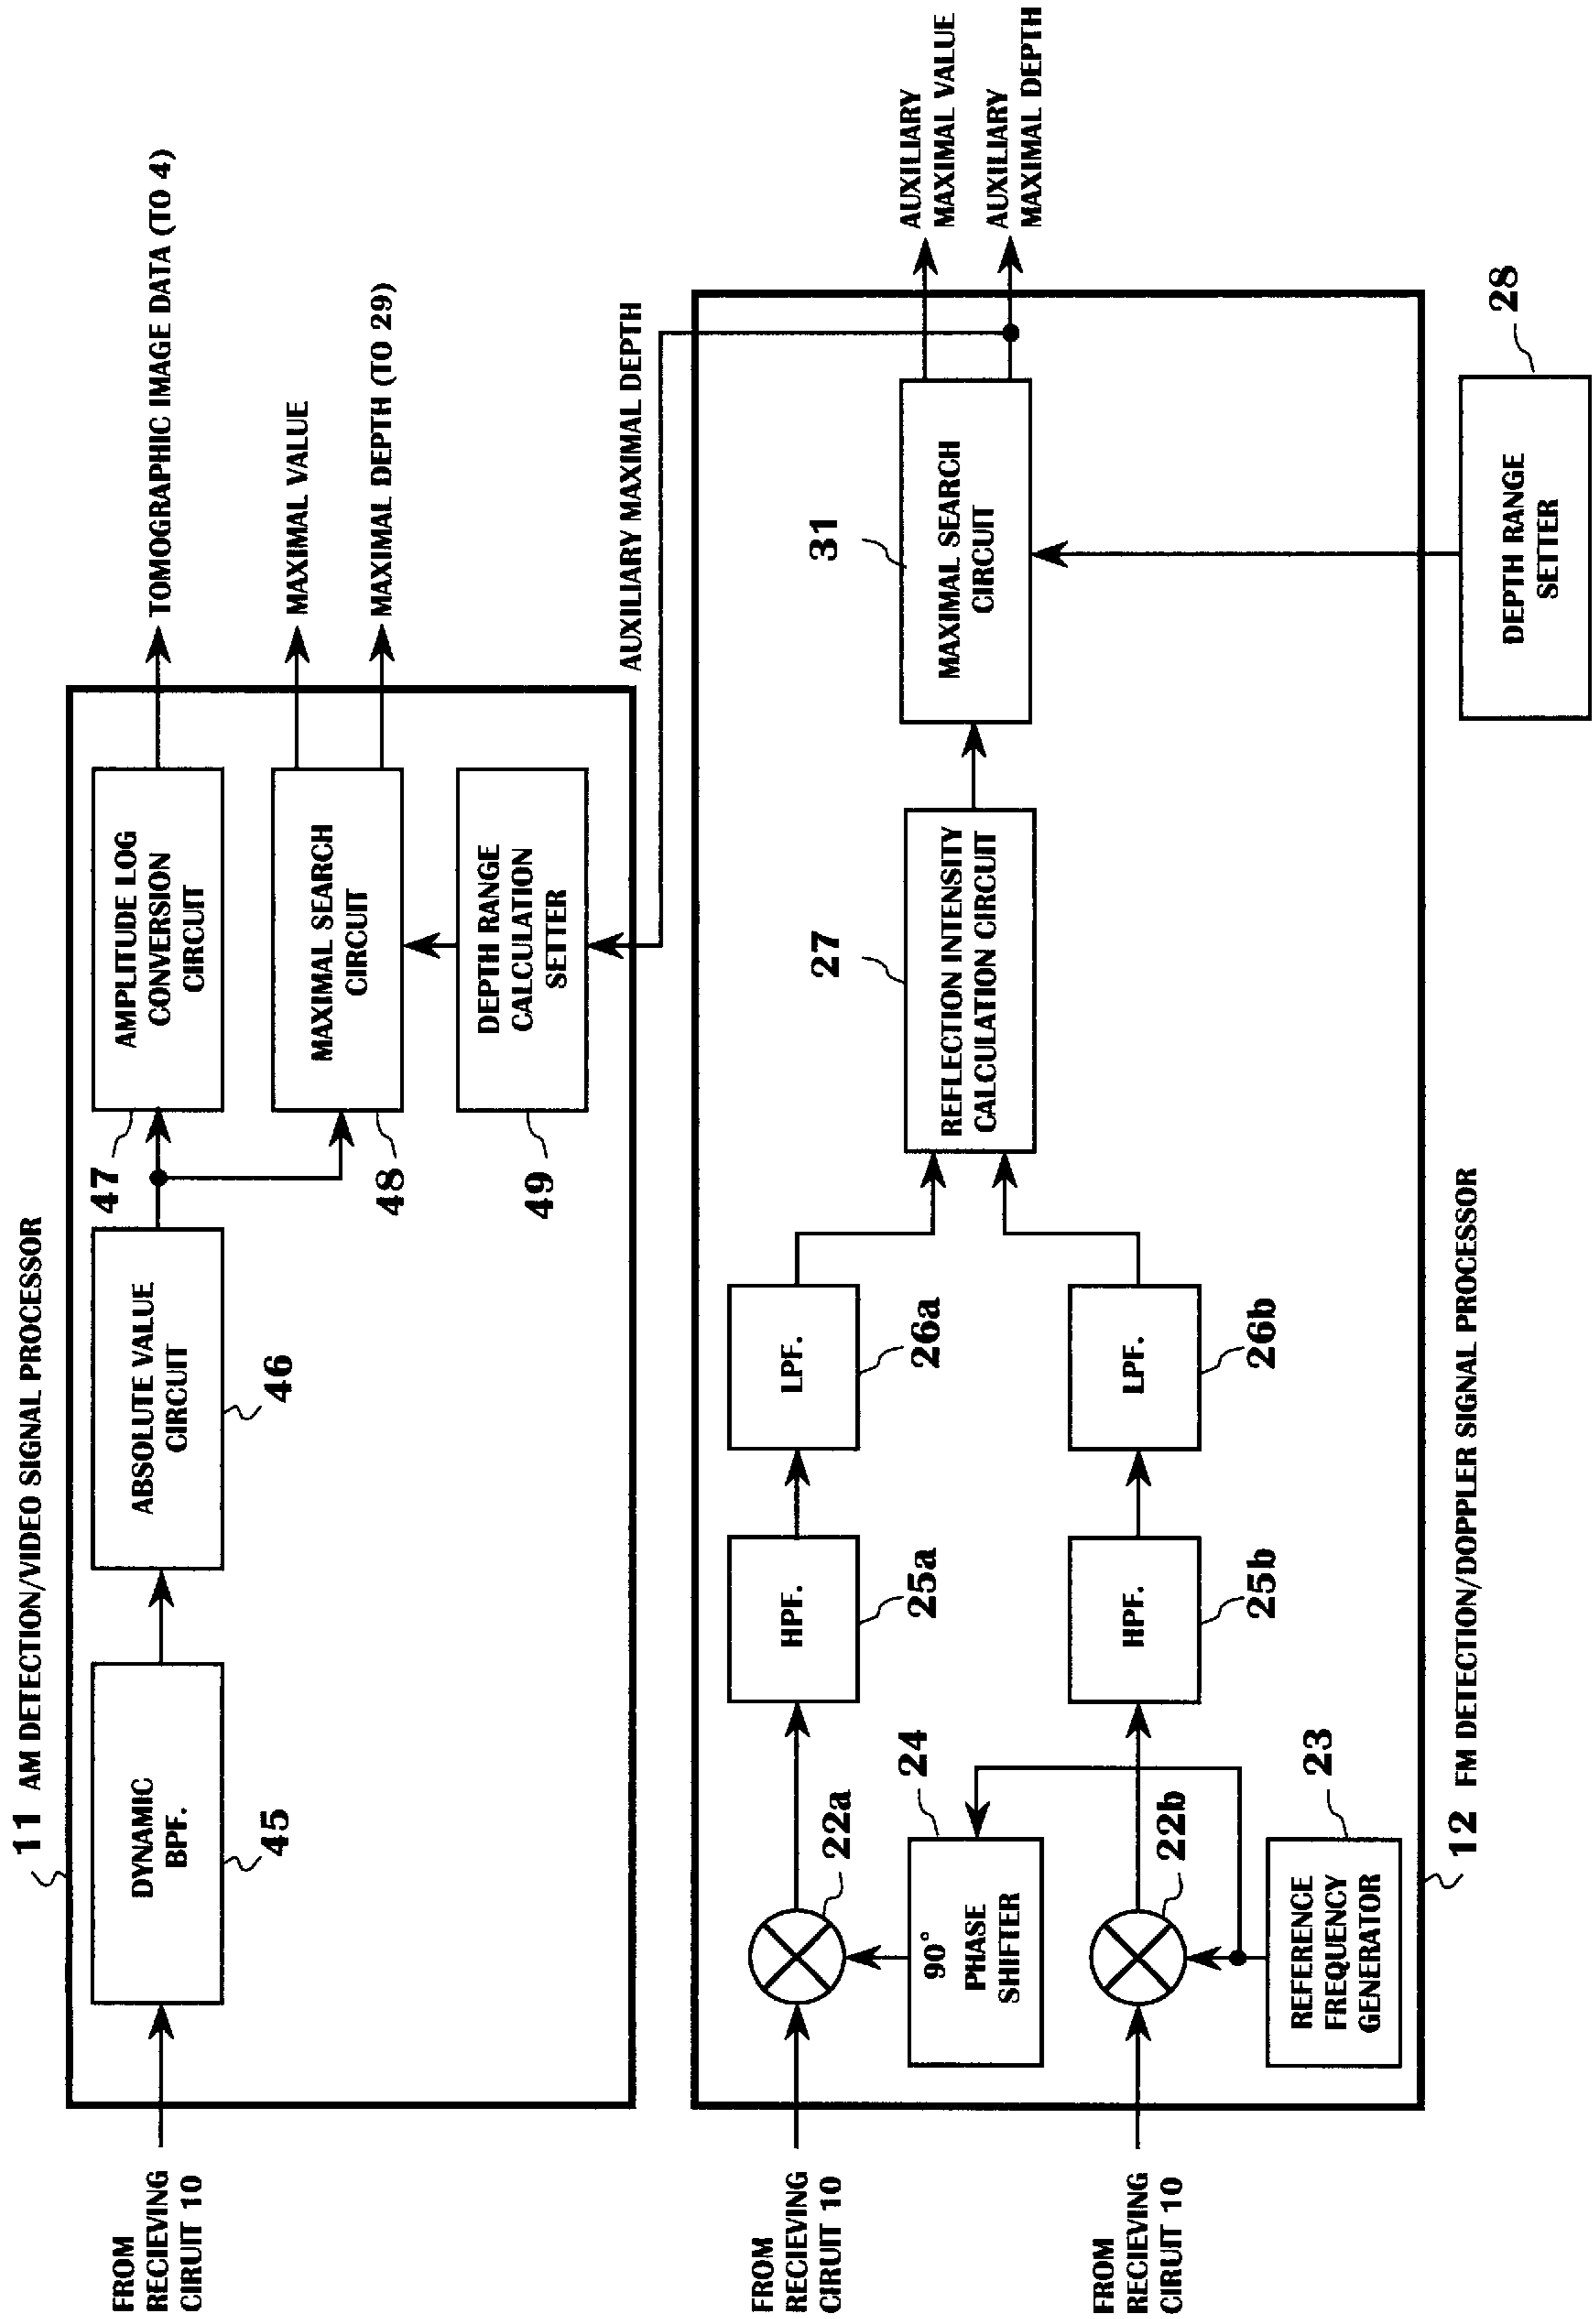 11 AM DETECTION/VIDEO SIGNAL PROCESSOR
FROM
RECIEVING
CIRUIT 10
DYNAMIC
BPF.
45
ABSOLUTE VALUE
CIRCUIT
46
47
AMPLITUDE LOG
CONVERSION
CIRCUIT
TOMOGRAPHIC IMAGE DATA (TO 4)
MAXIMAL SEARCH
CIRCUIT
48
MAXIMAL VALUE
MAXIMAL DEPTH (TO 29)
DEPTH RANGE
CALCULATION
SETTER
49
AUXILIARY MAXIMAL DEPTH
FROM
RECIEVING
CIRUIT 10
22a
HPF.
25a
LPF.
26a
90°
PHASE
SHIFTER
24
FROM
RECIEVING
CIRUIT 10
22b
HPF.
25b
LPF.
26b
REFERENCE
FREQUENCY
GENERATOR
23
27
REFLECTION INTENSITY
CALCULATION CIRCUIT
31
MAXIMAL SEARCH
CIRCUIT
AUXILIARY
MAXIMAL VALUE
AUXILIARY
MAXIMAL DEPTH
12 FM DETECTION/DOPPLER SIGNAL PROCESSOR
DEPTH RANGE
SETTER
28